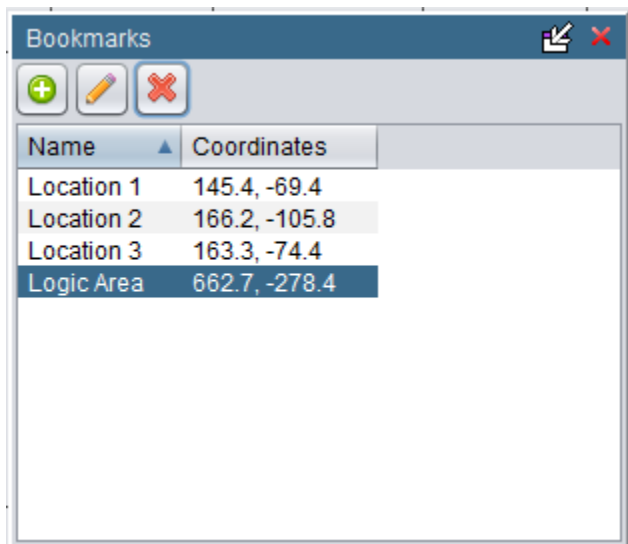 Bookmarks
Name Coordinates
Location 1 145.4, -69.4
Location 2 166.2, -105.8
Location 3 163.3, -74.4
Logic Area 662.7, -278.4